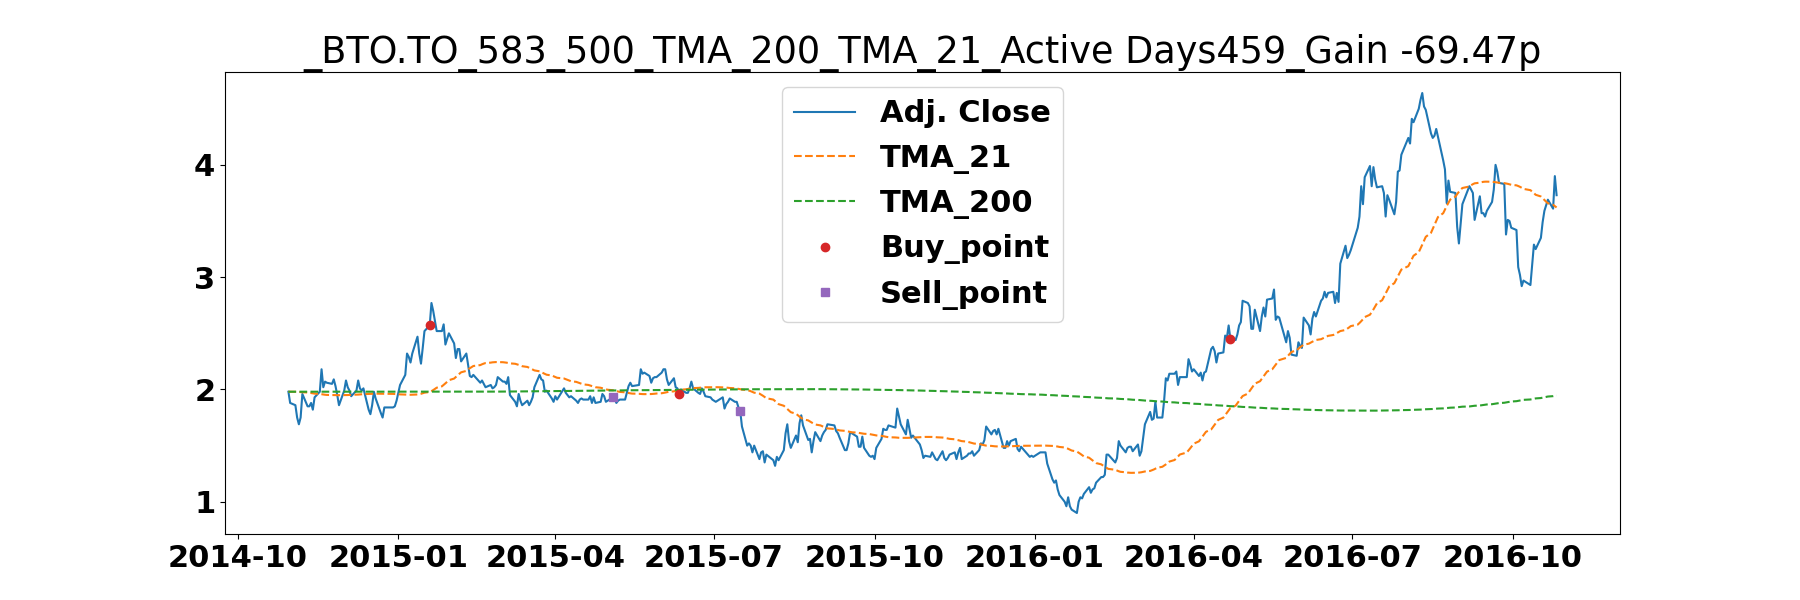 _BTO.TO_583_500_TMA_200_TMA_21_Active Days459_Gain -69.47p
Adj. Close
TMA_21
TMA_200
Buy_point
Sell_point
4
3
2
1
2014-10 2015-01 2015-04 2015-07 2015-10 2016-01 2016-04 2016-07 2016-10